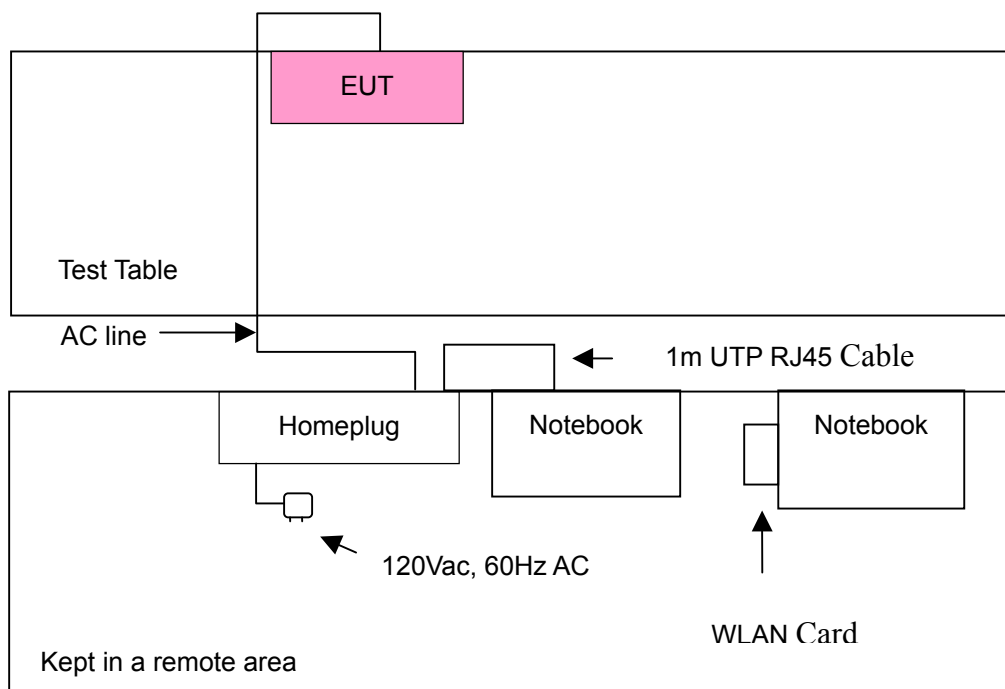 EUT
Test Table
AC line
1m UTP RJ45 Cable
Homeplug
Notebook
Notebook
120Vac, 60Hz AC
WLAN Card
Kept in a remote area